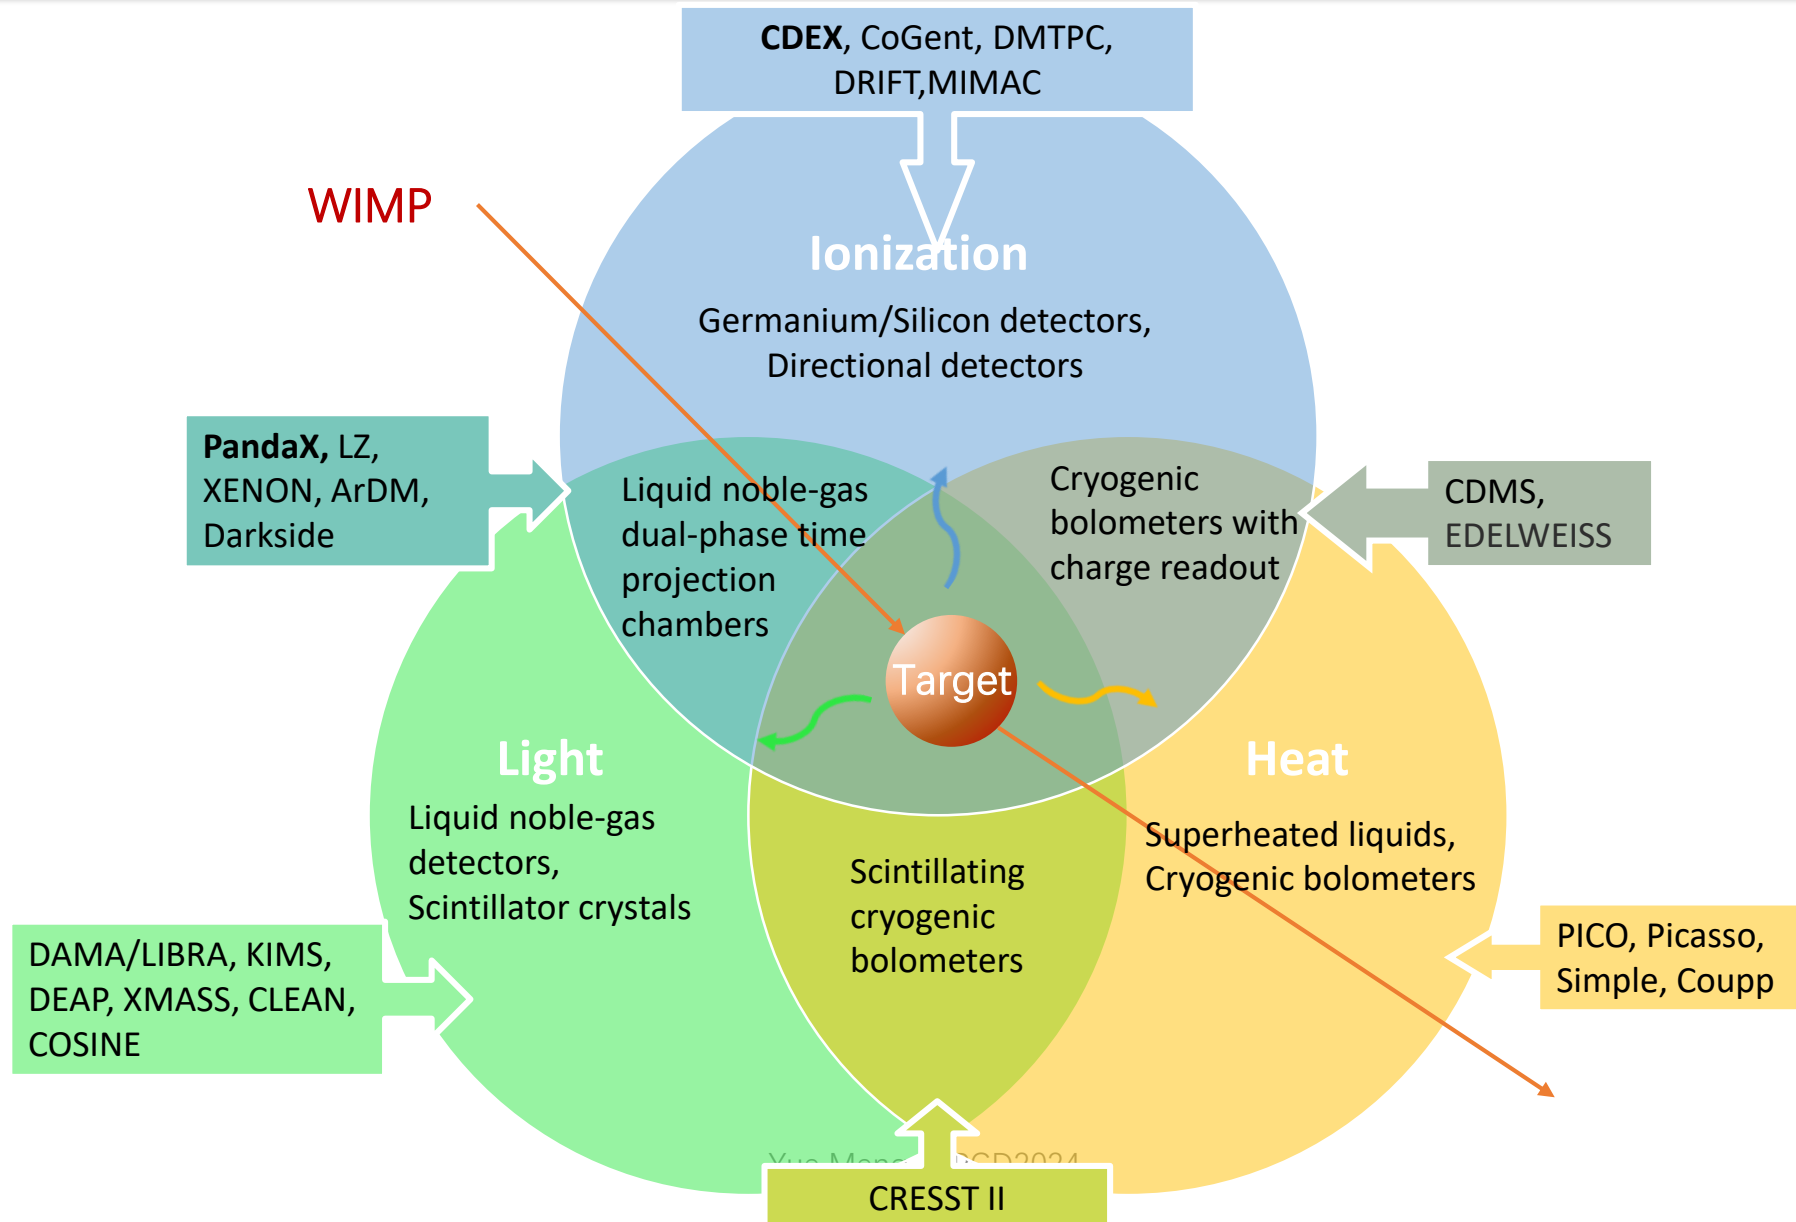 CDEX, CoGent, DMTPC,
DRIFT,MIMAC
WIMP
Ionization
Germanium/Silicon detectors,
Directional detectors
PandaX, LZ,
XENON, ArDM,
Darkside
Liquid noble-gas
dual-phase time
projection
chambers
Cryogenic
bolometers with
charge readout
CDMS,
EDELWEISS
Target
Light
Liquid noble-gas
detectors,
Scintillator crystals
Heat
Superheated liquids,
Cryogenic bolometers
Scintillating
cryogenic
bolometers
DAMA/LIBRA, KIMS,
DEAP, XMASS, CLEAN,
COSINE
PICO, Picasso,
Simple, Coupp
CRESST II